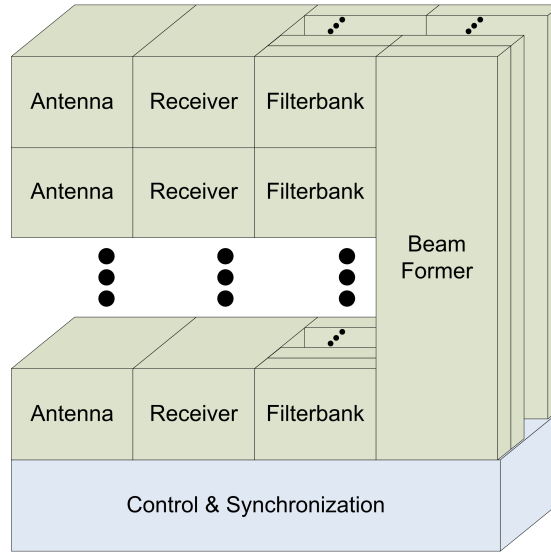 Antenna Receiver Filterbank
Antenna Receiver Filterbank
Beam
Former
Antenna Receiver Filterbank
Control & Synchronization